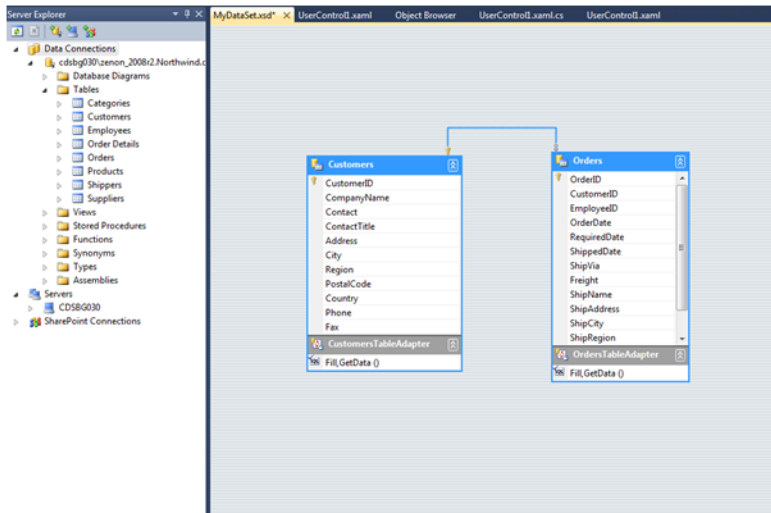 Server Explorer
Data Connections
cdsbg030\zenon_2008r2.Northwind.c
Database Diagrams
Tables
Categories
Customers
Employees
Order Details
Orders
Products
Shippers
Suppliers
Views
Stored Procedures
Functions
Synonyms
Types
Assemblies
Servers
CDSBG030
SharePoint Connections
MyDataSet.xsd* UserControl1.xaml Object Browser UserControl1.xaml.cs UserControl1.xaml
Customers
CustomerID
CompanyName
Contact
ContactTitle
Address
City
Region
PostalCode
Country
Phone
Fax
CustomersTableAdapter
Fill,GetData ()
Orders
OrderID
CustomerID
EmployeeID
OrderDate
RequiredDate
ShippedDate
ShipVia
Freight
ShipName
ShipAddress
ShipCity
ShipRegion
OrdersTableAdapter
Fill,GetData ()